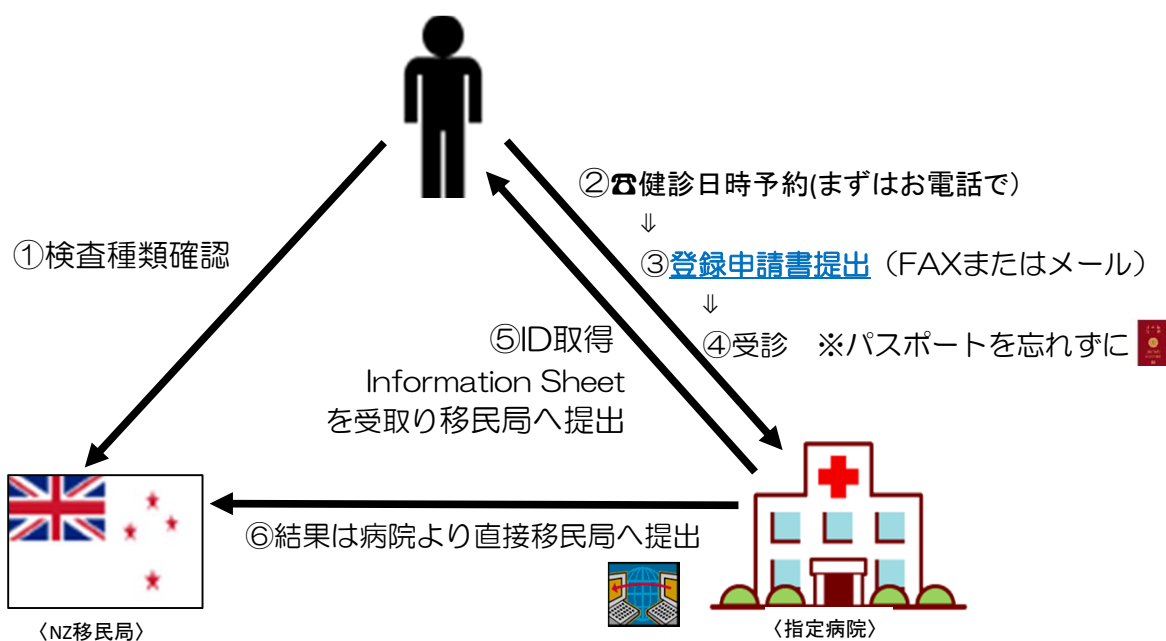 ②☎健診日時予約(まずはお電話で)
⇓
①検査種類確認
③登録申請書提出（FAXまたはメール）
⇓
④受診　※パスポートを忘れずに
⑤ID取得
Information Sheet
を受取り移民局へ提出
⑥結果は病院より直接移民局へ提出
〈NZ移民局〉
〈指定病院〉